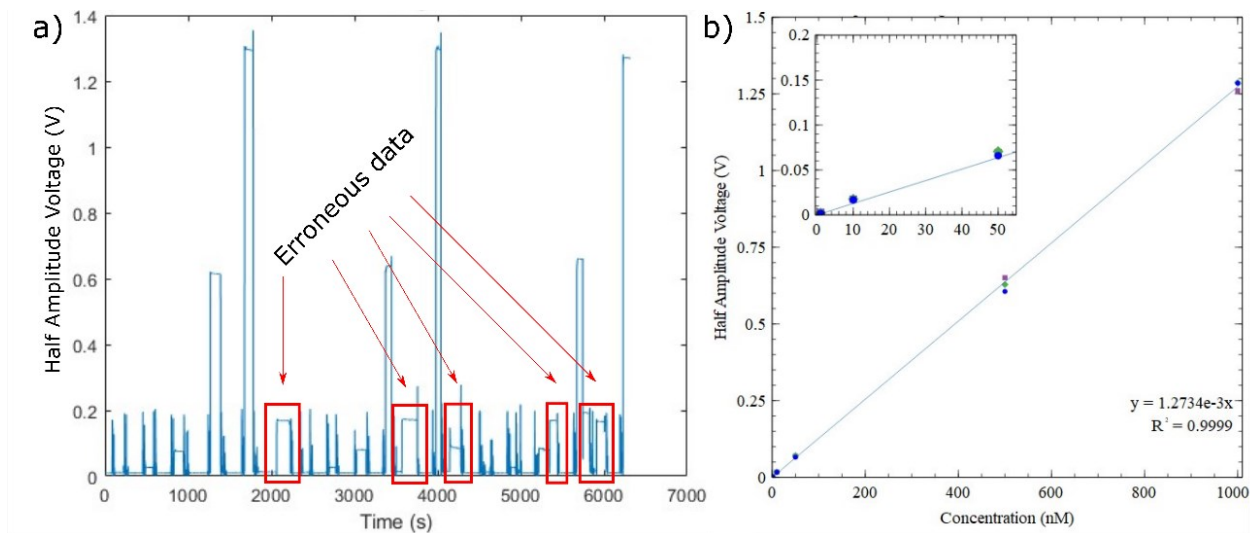 a)
Half Amplitude Voltage (V)
1.4
1.2
1
0.8
0.6
0.4
0.2
0
0 1000 2000 3000 4000 5000 6000 7000
Time (s)
Erroneous data
b)
Half Amplitude Voltage (V)
1.5
1.25
1
0.75
0.5
0.25
0
0 200 400 600 800 1000
Concentration (nM)
0.2
0.15
0.1
0.05
0
0 10 20 30 40 50
y = 1.2734e-3x
R² = 0.9999